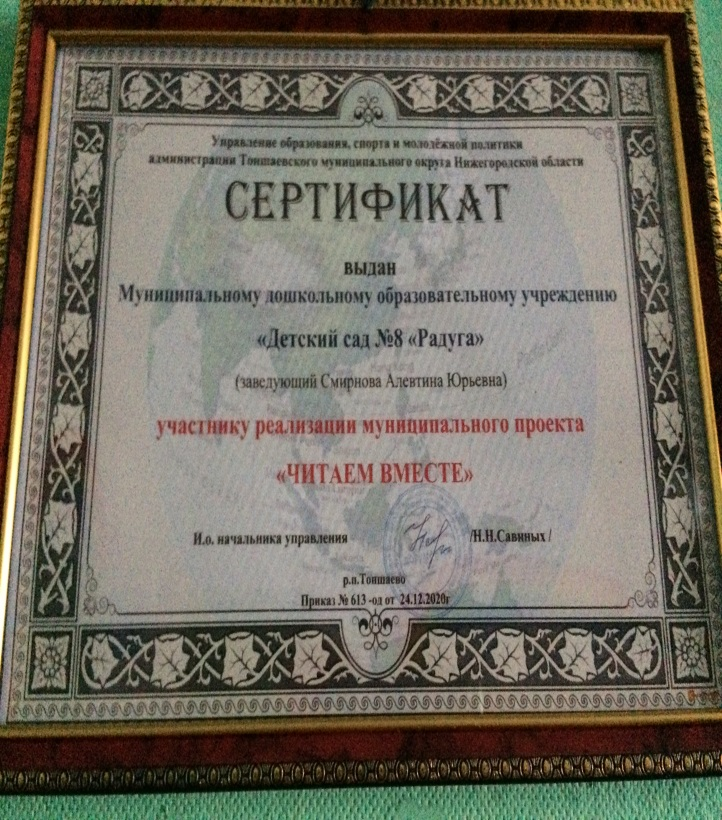 Управление образования, спорта и молодёжной политики
администрации Тоншаевского муниципального округа Нижегородской области
СЕРТИФИКАТ
выдан
Муниципальному дошкольному образовательному учреждению
«Детский сад №8 «Радуга»
(заведующий Смирнова Алевтина Юрьевна)
участнику реализации муниципального проекта
«ЧИТАЕМ ВМЕСТЕ»
И.о. начальника управления /Н.Н.Савиных /
р.п.Тоншаево
Приказ № 613 -од от 24.12.2020г